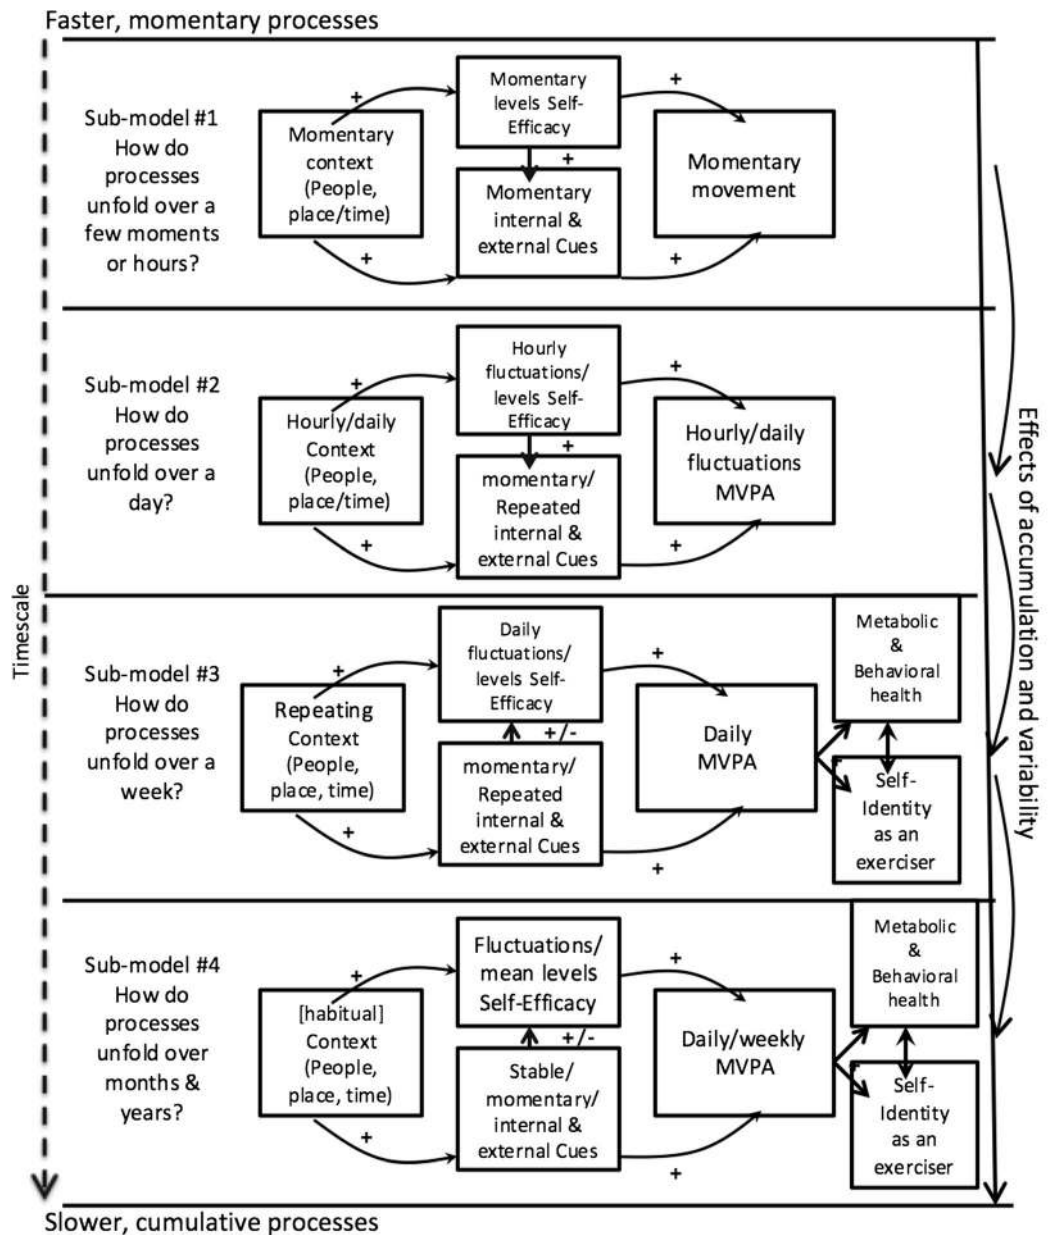 Faster, momentary processes
Sub-model #1
How do
processes
unfold over a
few moments
or hours?
Momentary
context
(People,
place/time)
+
+
Momentary
levels Self-
Efficacy
+
Momentary
internal &
external Cues
+
+
Momentary
movement
Sub-model #2
How do
processes
unfold over a
day?
Hourly/daily
Context
(People,
place/time)
+
+
Hourly
fluctuations/
levels Self-
Efficacy
+
momentary/
Repeated
internal &
external Cues
+
+
Hourly/daily
fluctuations
MVPA
Timescale
Effects of accumulation and variability
Sub-model #3
How do
processes
unfold over a
week?
Repeating
Context
(People,
place, time)
+
+
Daily
fluctuations/
levels Self-
Efficacy
+/-
momentary/
Repeated
internal &
external Cues
+
+
Daily
MVPA
Metabolic
&
Behavioral
health
+
Self-
Identity
as an
exerciser
Sub-model #4
How do
processes
unfold over
months &
years?
[habitual]
Context
(People,
place, time)
+
+
Fluctuations/
mean levels
Self-Efficacy
+/-
Stable/
momentary/
internal &
external Cues
+
+
Daily/weekly
MVPA
Metabolic
&
Behavioral
health
+
Self-
Identity
as an
exerciser
Slower, cumulative processes